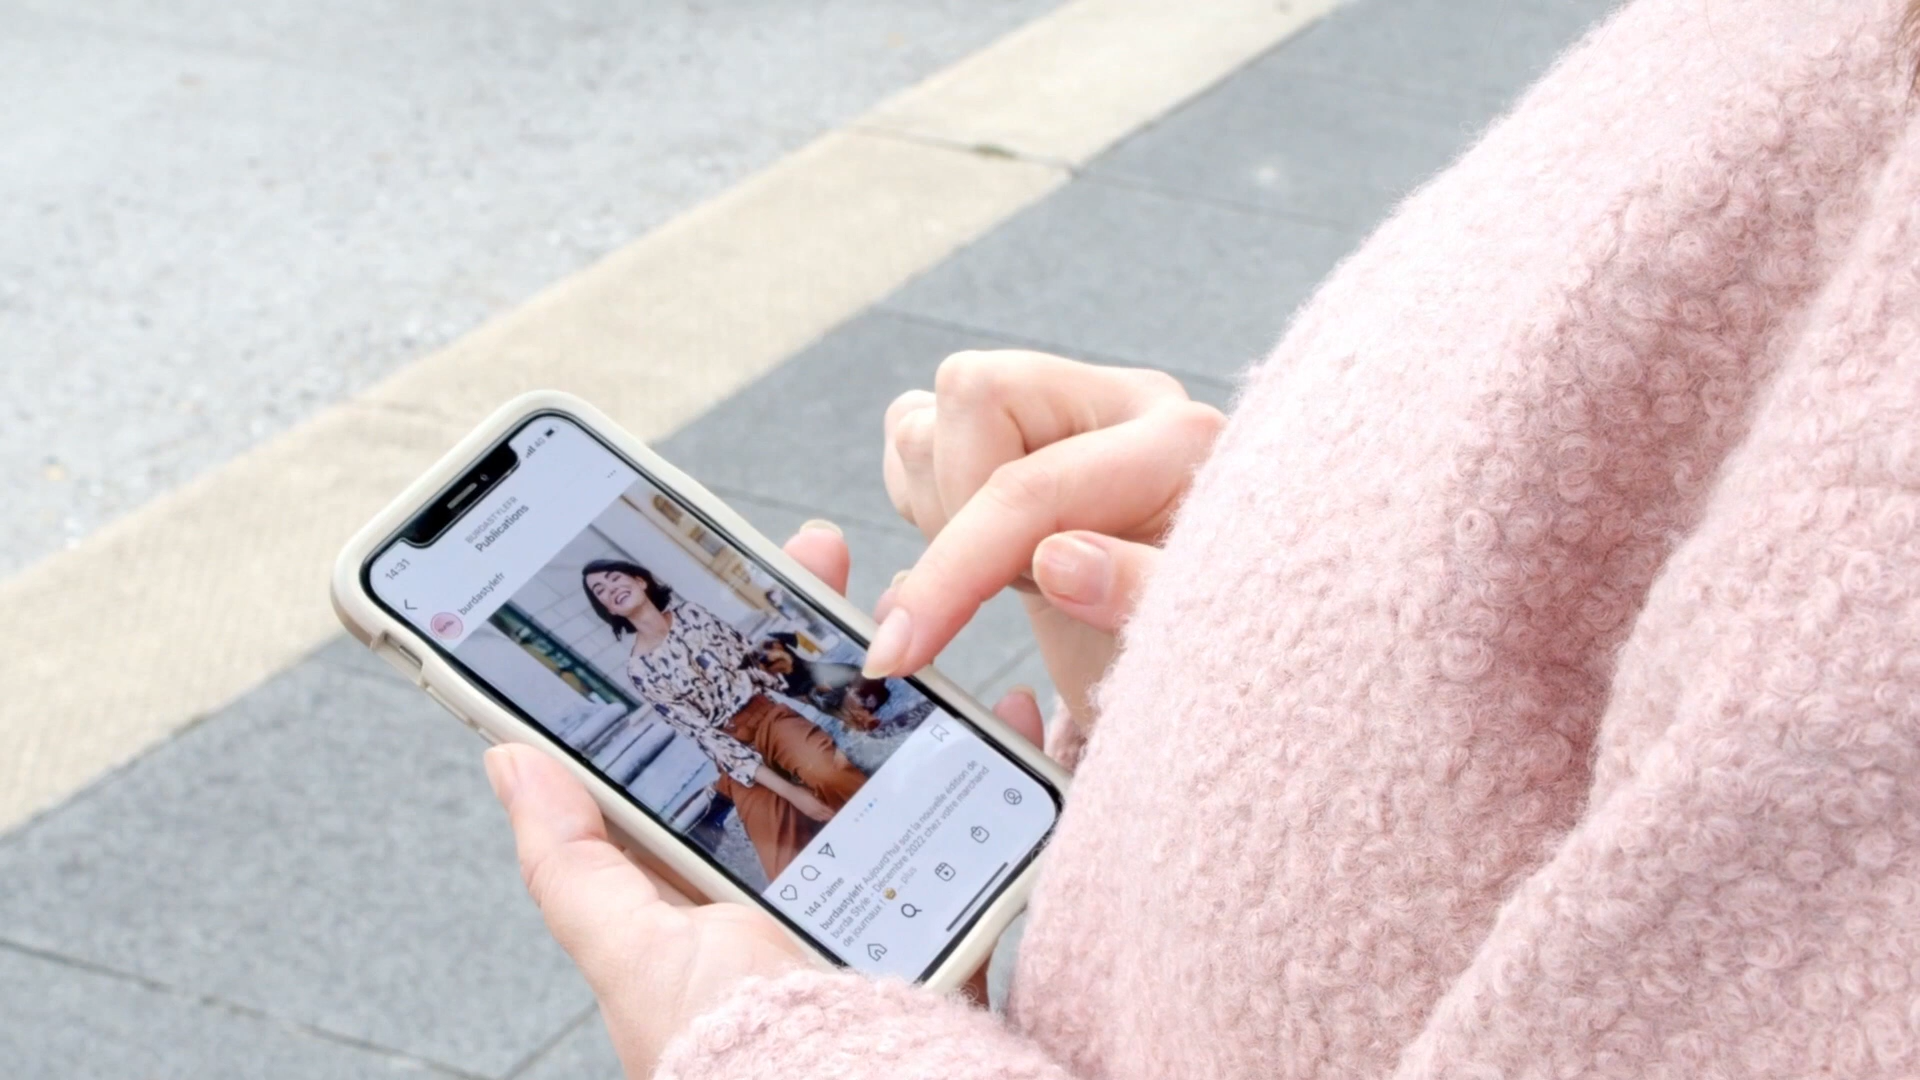 14:31
4G
BURDASTYLEFR
Publications
burdastylefr
144 J'aime
burdastylefr Aujourd'hui sort la nouvelle édition de
burda Style - Décembre 2022 chez votre marchand
de journaux ! 🤩... plus